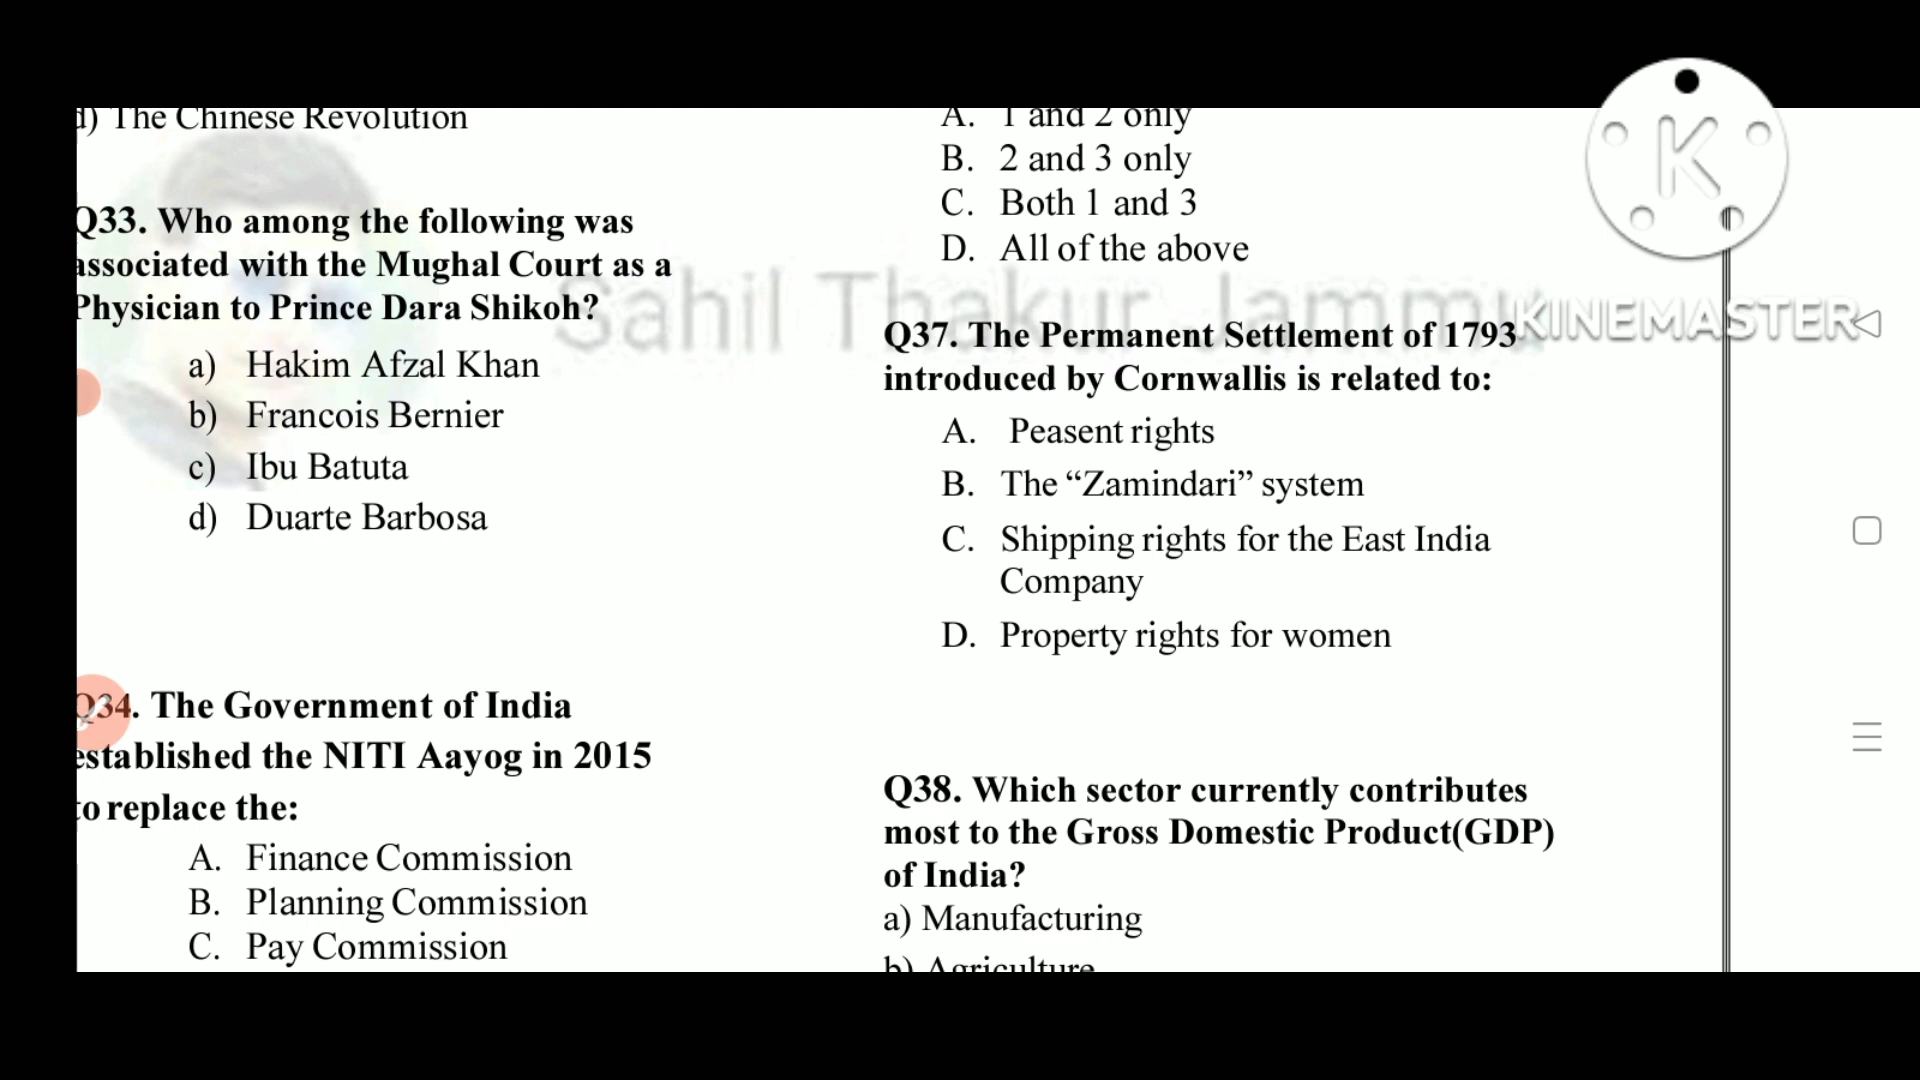 d) The Chinese Revolution
Q33. Who among the following was
associated with the Mughal Court as a
Physician to Prince Dara Shikoh?
a) Hakim Afzal Khan
b) Francois Bernier
c) Ibu Batuta
d) Duarte Barbosa
Q34. The Government of India
established the NITI Aayog in 2015
to replace the:
A. Finance Commission
B. Planning Commission
C. Pay Commission
A. 1 and 2 only
B. 2 and 3 only
C. Both 1 and 3
D. All of the above
Q37. The Permanent Settlement of 1793
introduced by Cornwallis is related to:
A. Peasent rights
B. The “Zamindari” system
C. Shipping rights for the East India
Company
D. Property rights for women
Q38. Which sector currently contributes
most to the Gross Domestic Product(GDP)
of India?
a) Manufacturing
b) Agriculture
Sahil Thakur Jammu
K
KINEMASTER